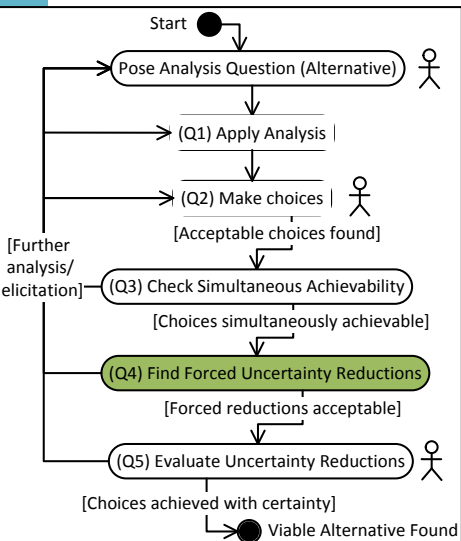 Start
Pose Analysis Question (Alternative)
(Q1) Apply Analysis
(Q2) Make choices
[Acceptable choices found]
[Further
analysis/
elicitation]
(Q3) Check Simultaneous Achievability
[Choices simultaneously achievable]
(Q4) Find Forced Uncertainty Reductions
[Forced reductions acceptable]
(Q5) Evaluate Uncertainty Reductions
[Choices achieved with certainty]
Viable Alternative Found